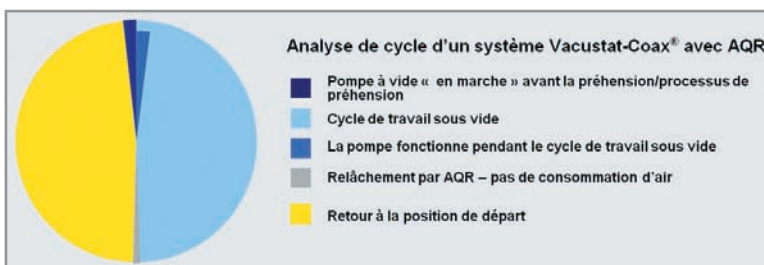 Analyse de cycle d'un système Vacustat-Coax® avec AQR
Pompe à vide « en marche » avant la préhension/processus de
préhension
Cycle de travail sous vide
La pompe fonctionne pendant le cycle de travail sous vide
Relâchement par AQR – pas de consommation d'air
Retour à la position de départ